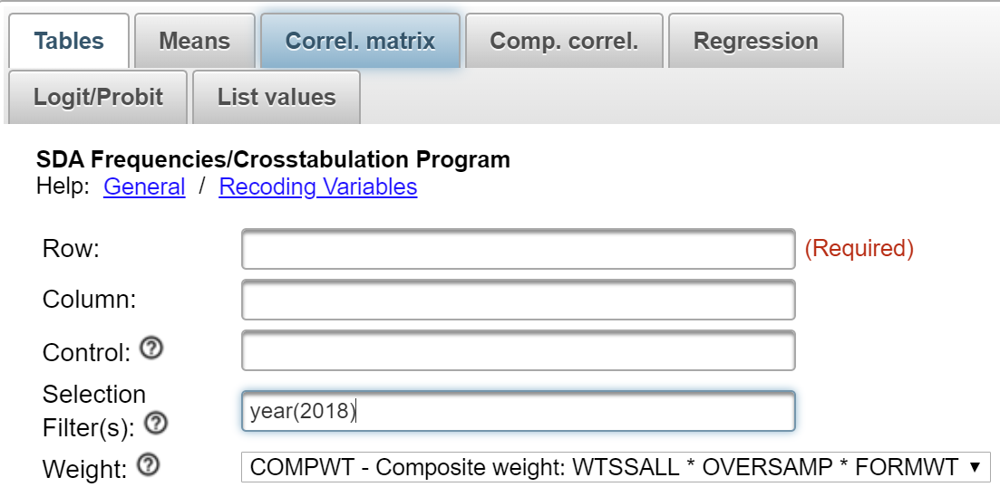 Tables Means Correl. matrix Comp. correl. Regression
Logit/Probit List values
SDA Frequencies/Crosstabulation Program
Help: General / Recoding Variables
Row: (Required)
Column:
Control: ?
Selection
Filter(s): ? year(2018)
Weight: ? COMPWT - Composite weight: WTSSALL * OVERSAMP * FORMWT ▼